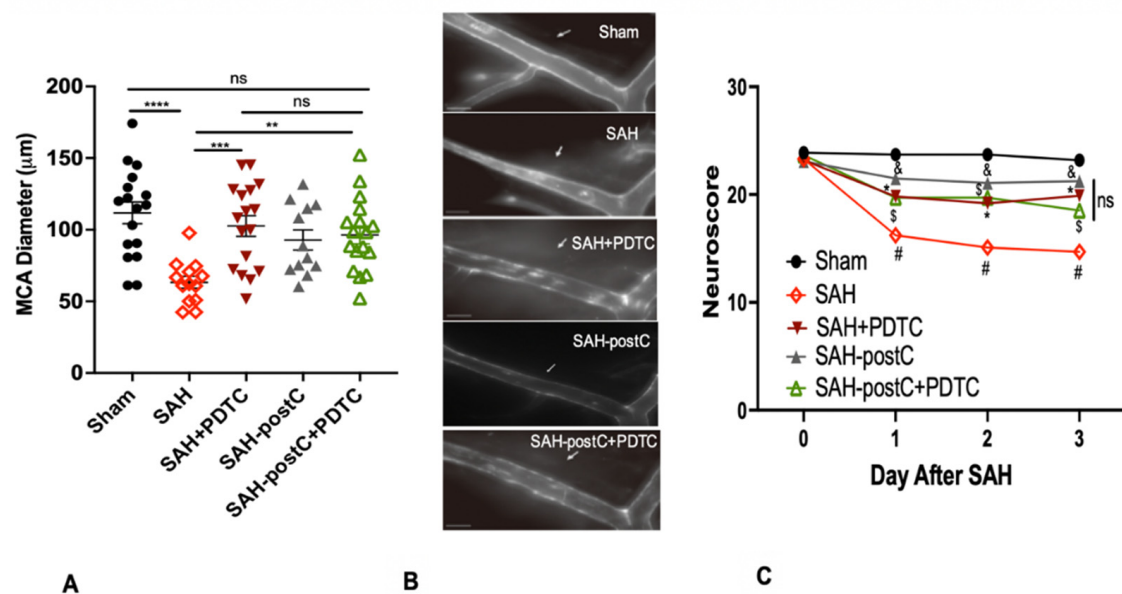 ns
ns
****
**
***
200
150
100
50
0
MCA Diameter (µm)
Sham
SAH
SAH+PDTC
SAH-postC
SAH-postC+PDTC
A
Sham
SAH
SAH+PDTC
SAH-postC
SAH-postC+PDTC
B
30
20
10
0
Neuroscore
& & &
* $ *
$ * $
# # #
ns
Sham
SAH
SAH+PDTC
SAH-postC
SAH-postC+PDTC
0 1 2 3
Day After SAH
C